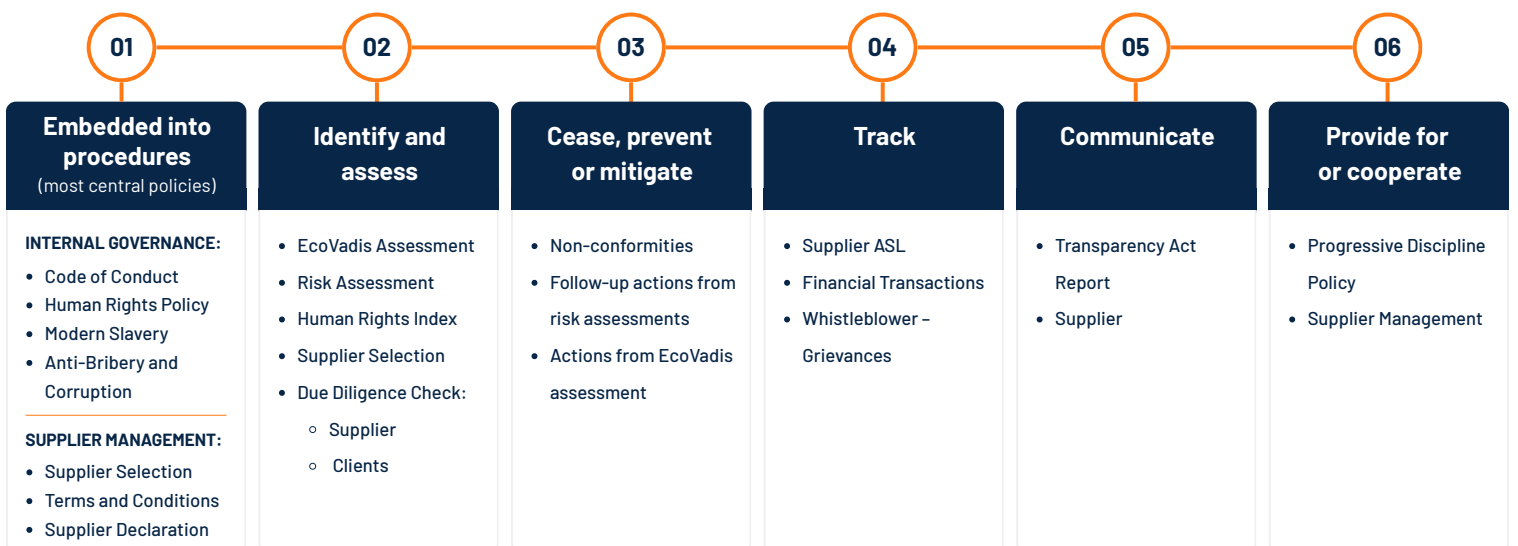 01
02
03
04
05
06
Embedded into
procedures
(most central policies)
INTERNAL GOVERNANCE:
• Code of Conduct
• Human Rights Policy
• Modern Slavery
• Anti-Bribery and
Corruption
SUPPLIER MANAGEMENT:
• Supplier Selection
• Terms and Conditions
• Supplier Declaration
Identify and
assess
• EcoVadis Assessment
• Risk Assessment
• Human Rights Index
• Supplier Selection
• Due Diligence Check:
○ Supplier
○ Clients
Cease, prevent
or mitigate
• Non-conformities
• Follow-up actions from
risk assessments
• Actions from EcoVadis
assessment
Track
• Supplier ASL
• Financial Transactions
• Whistleblower –
Grievances
Communicate
• Transparency Act
Report
• Supplier
Provide for
or cooperate
• Progressive Discipline
Policy
• Supplier Management